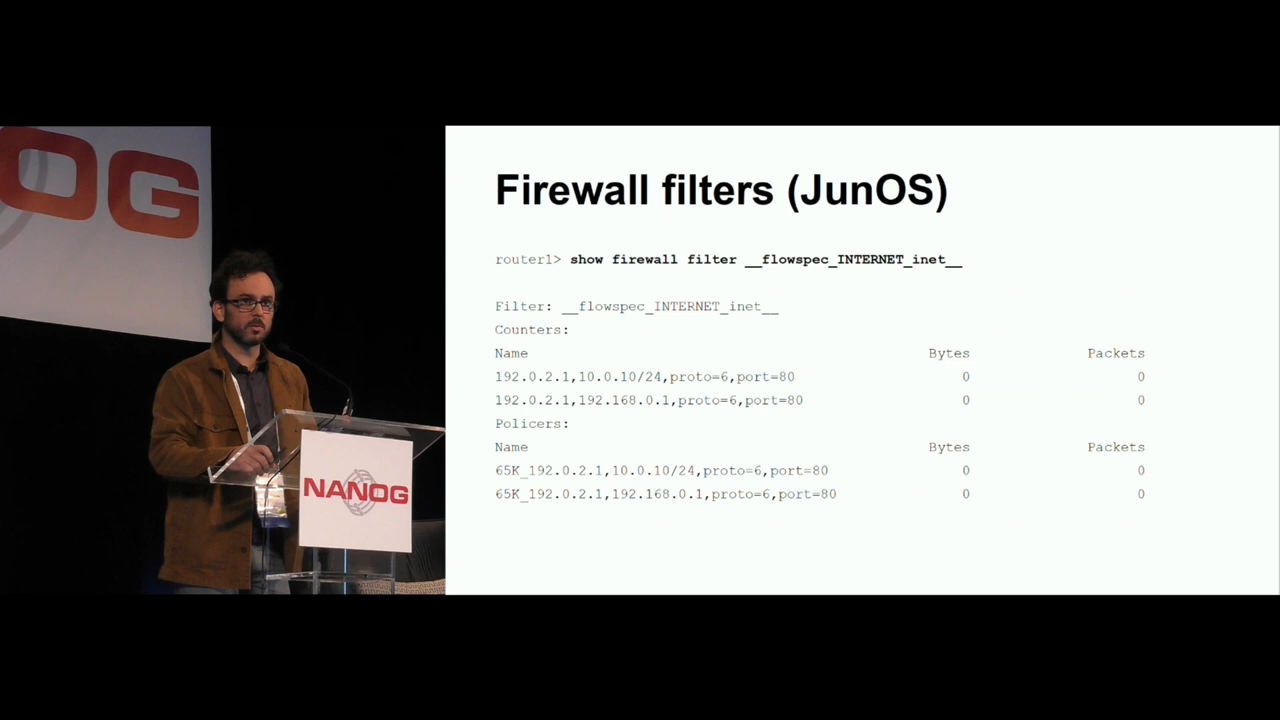 OG
NANOG
Firewall filters (JunOS)
router1> show firewall filter __flowspec_INTERNET_inet__
Filter: __flowspec_INTERNET_inet__
Counters:
Name Bytes Packets
192.0.2.1,10.0.10/24,proto=6,port=80 0 0
192.0.2.1,192.168.0.1,proto=6,port=80 0 0
Policers:
Name Bytes Packets
65K_192.0.2.1,10.0.10/24,proto=6,port=80 0 0
65K_192.0.2.1,192.168.0.1,proto=6,port=80 0 0